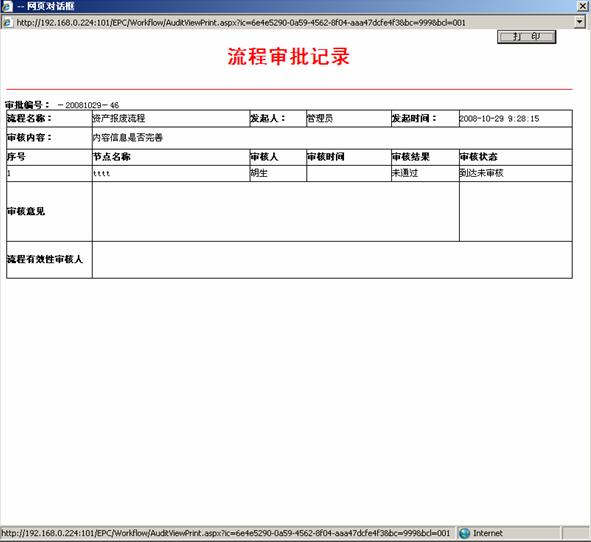 -- 网页对话框
http://192.168.0.224:101/EPC/Workflow/AuditViewPrint.aspx?ic=6e4e5290-0a59-4562-8f04-aaa47dcfe4f3&bc=999&bcl=001
打 印
流程审批记录
审批编号： －20081029－46
流程名称： 资产报废流程 发起人： 管理员 发起时间： 2008-10-29 9:28:15
审核内容： 内容信息是否完善
序号 节点名称 审核人 审核时间 审核结果 审核状态
1 tttt 胡生 未通过 到达未审核
审核意见
流程有效性审核人
http://192.168.0.224:101/EPC/Workflow/AuditViewPrint.aspx?ic=6e4e5290-0a59-4562-8f04-aaa47dcfe4f3&bc=999&bcl=001 Internet